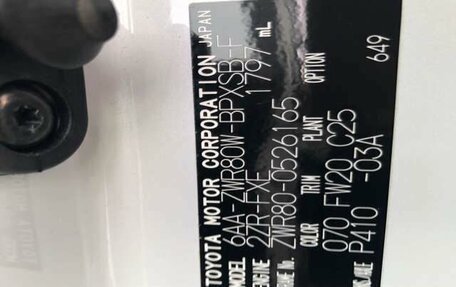 TOYOTA MOTOR CORPORATION JAPAN
MODEL 6AA-ZWR80W-BPXSB-F
ENGINE 2ZR-FXE 1797 mL
FRAME No. ZWR80-0526165
COLOR TRIM PLANT OPTION
070 FW20 C25 649
P410 -03A